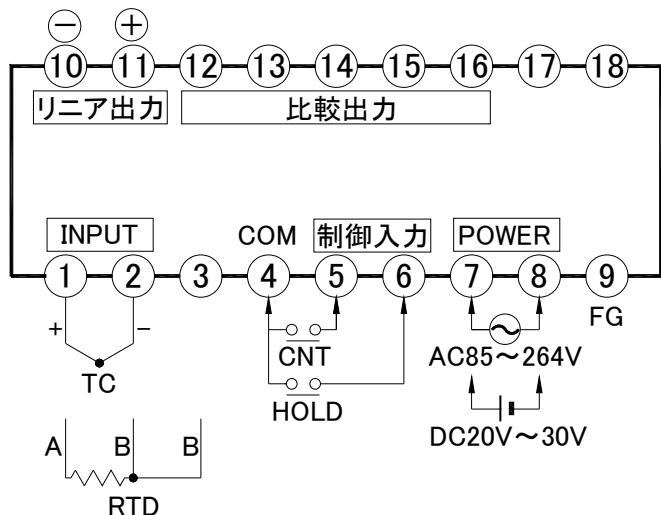 − +
10 11 12 13 14 15 16 17 18
リニア出力 比較出力
INPUT COM 制御入力 POWER
1 2 3 4 5 6 7 8 9
+ − FG
CNT AC85～264V
TC
HOLD
DC20V～30V
A B B
RTD